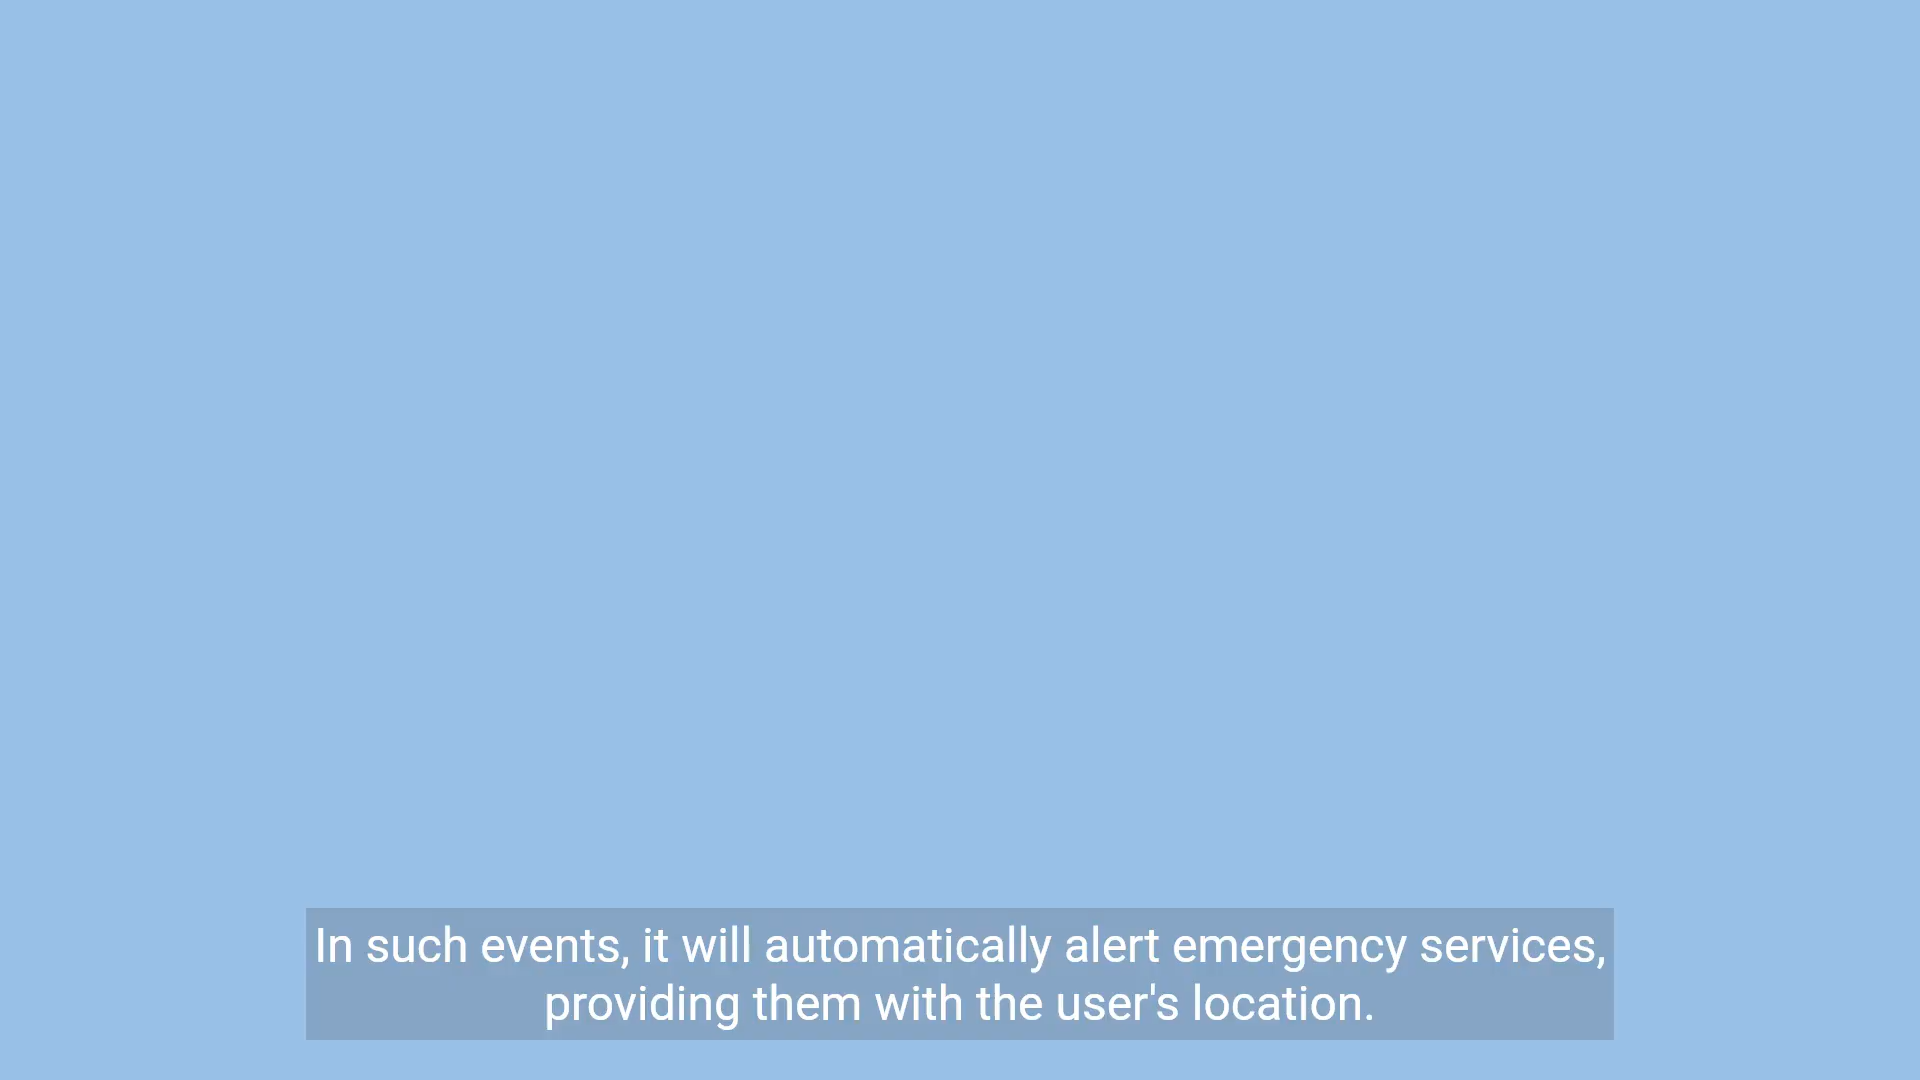 In such events, it will automatically alert emergency services,
providing them with the user's location.